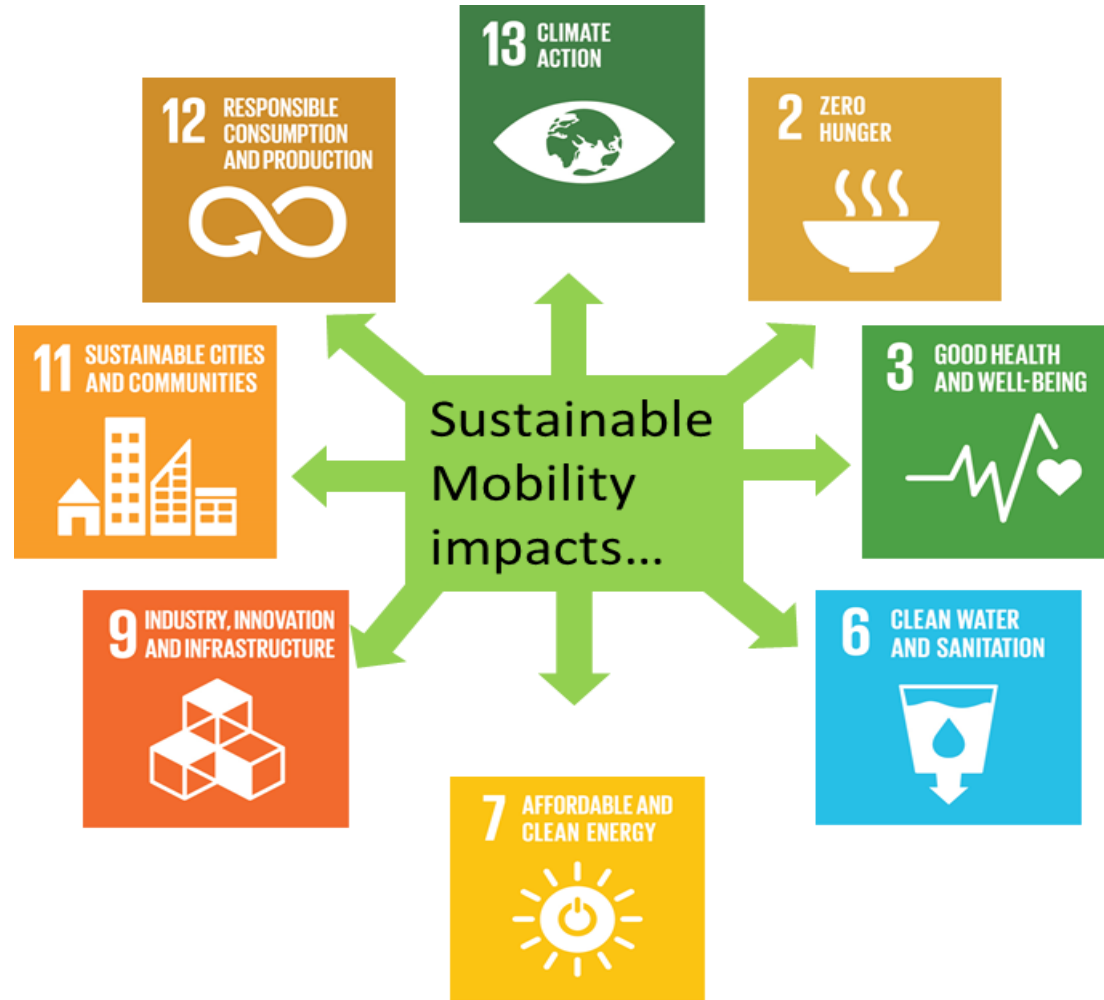 13 CLIMATE
ACTION
12 RESPONSIBLE
CONSUMPTION
AND PRODUCTION
2 ZERO
HUNGER
11 SUSTAINABLE CITIES
AND COMMUNITIES
3 GOOD HEALTH
AND WELL-BEING
Sustainable
Mobility
impacts...
9 INDUSTRY, INNOVATION
AND INFRASTRUCTURE
6 CLEAN WATER
AND SANITATION
7 AFFORDABLE AND
CLEAN ENERGY